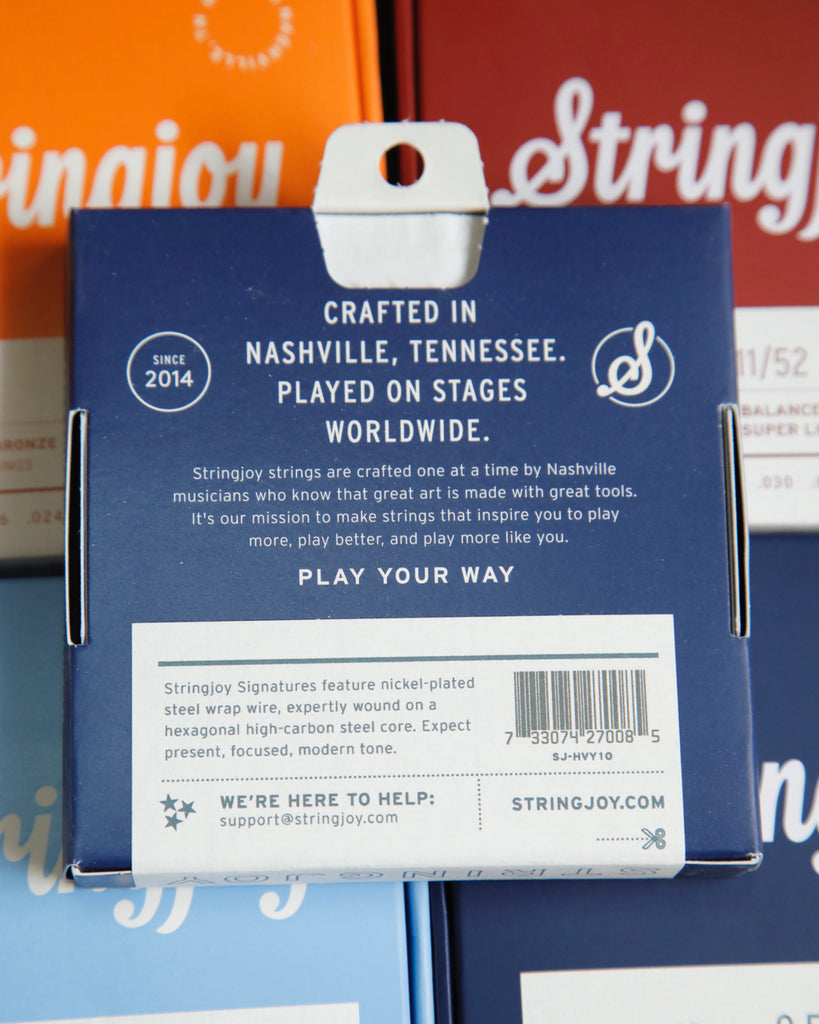 Stringjoy
CRAFTED IN
NASHVILLE, TENNESSEE.
PLAYED ON STAGES
WORLDWIDE.
SINCE
2014
S
Stringjoy strings are crafted one at a time by Nashville
musicians who know that great art is made with great tools.
It's our mission to make strings that inspire you to play
more, play better, and play more like you.
PLAY YOUR WAY
Stringjoy Signatures feature nickel-plated
steel wrap wire, expertly wound on a
hexagonal high-carbon steel core. Expect
present, focused, modern tone.
7 33074 27008 5
SJ-HVY10
WE'RE HERE TO HELP:
support@stringjoy.com
STRINGJOY.COM
STRINGJOY
ringjoy
11/52
BALANCE
SUPER LI
.030
BRONZE
NGS
6 .024